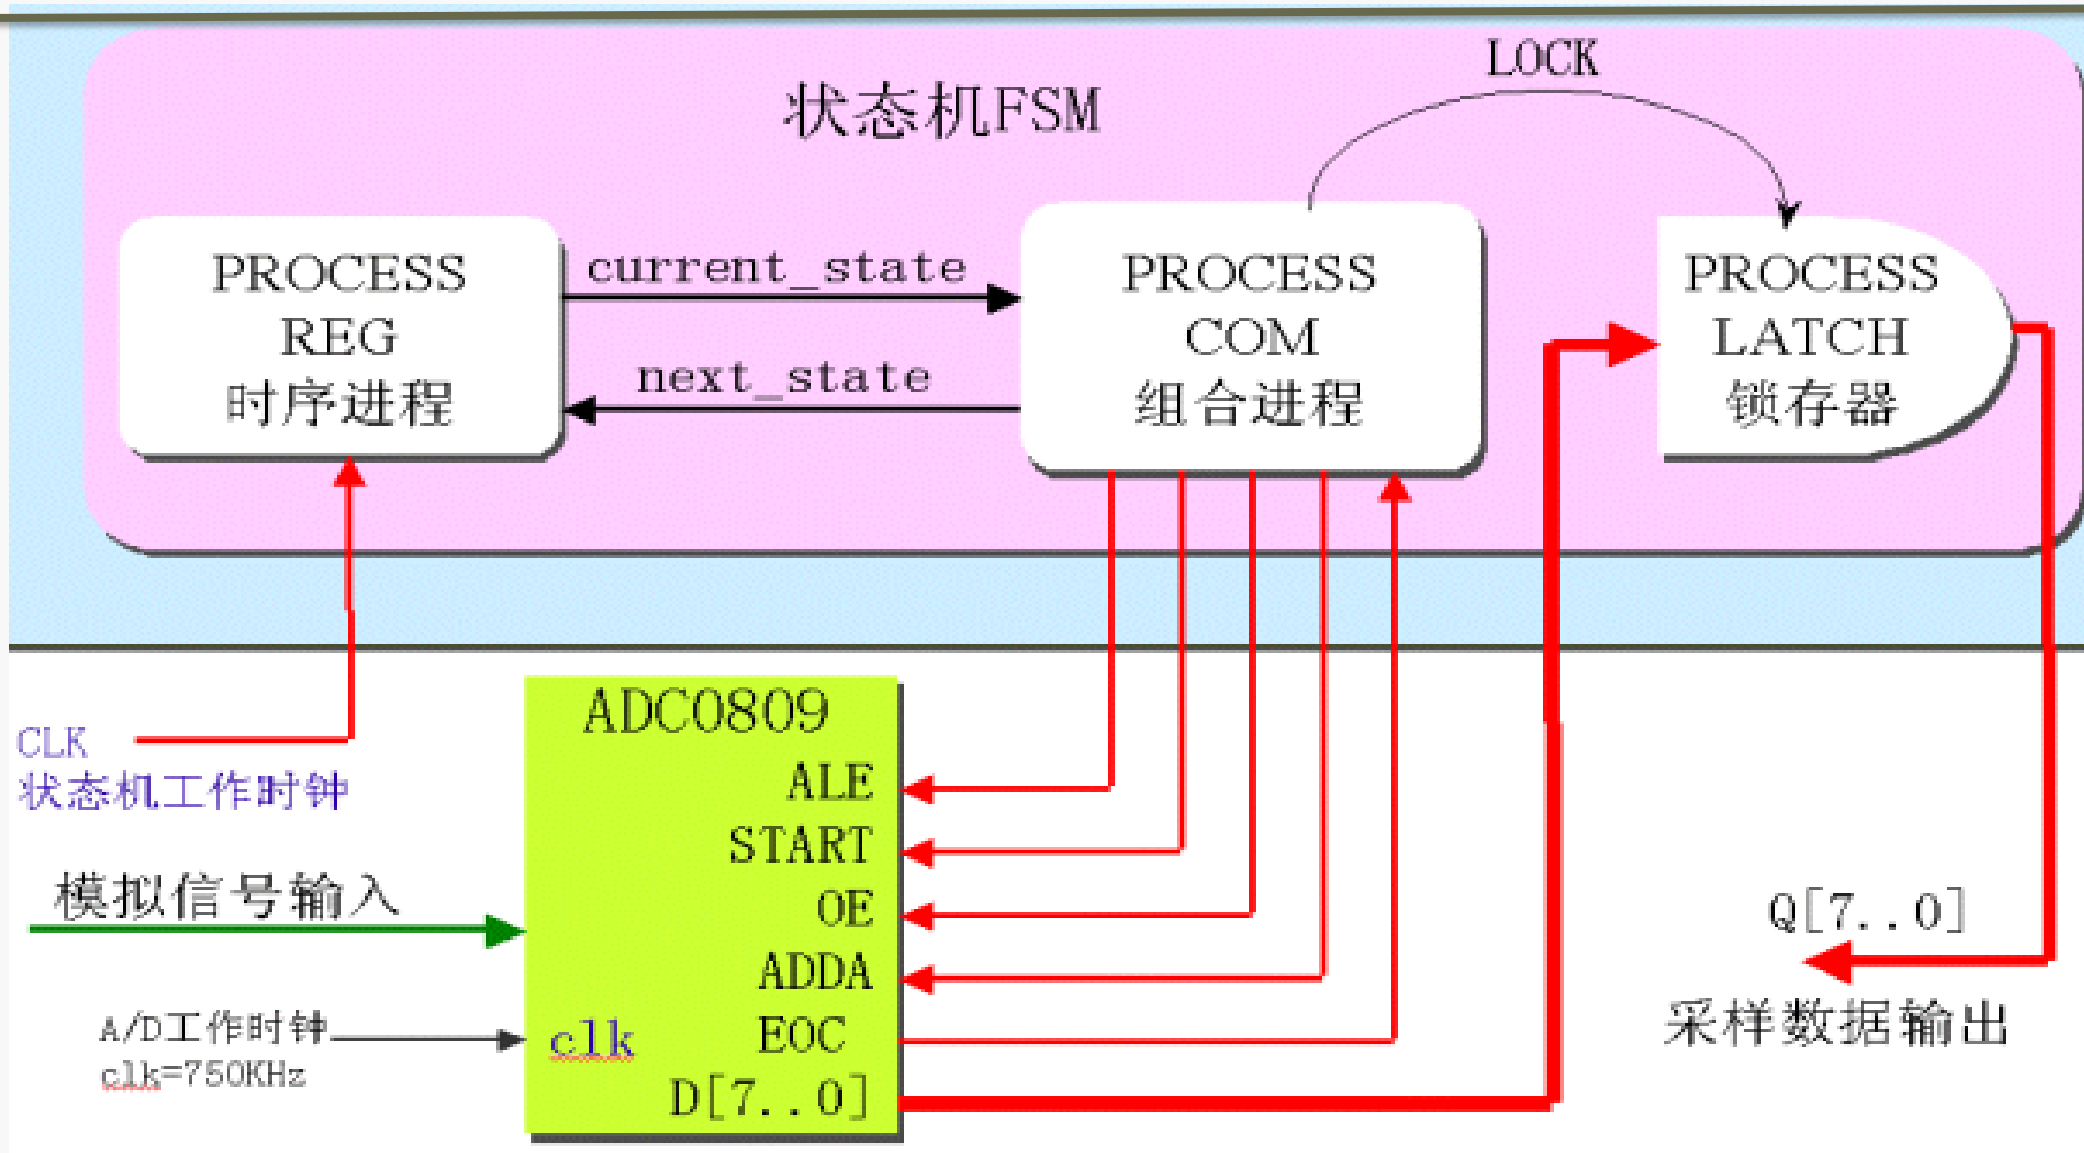 LOCK
状态机FSM
PROCESS
REG
时序进程
current_state
next_state
PROCESS
COM
组合进程
PROCESS
LATCH
锁存器
CLK
状态机工作时钟
模拟信号输入
A/D工作时钟
clk=750KHz
ADC0809
ALE
START
OE
ADDA
clk
EOC
D[7..0]
Q[7..0]
采样数据输出